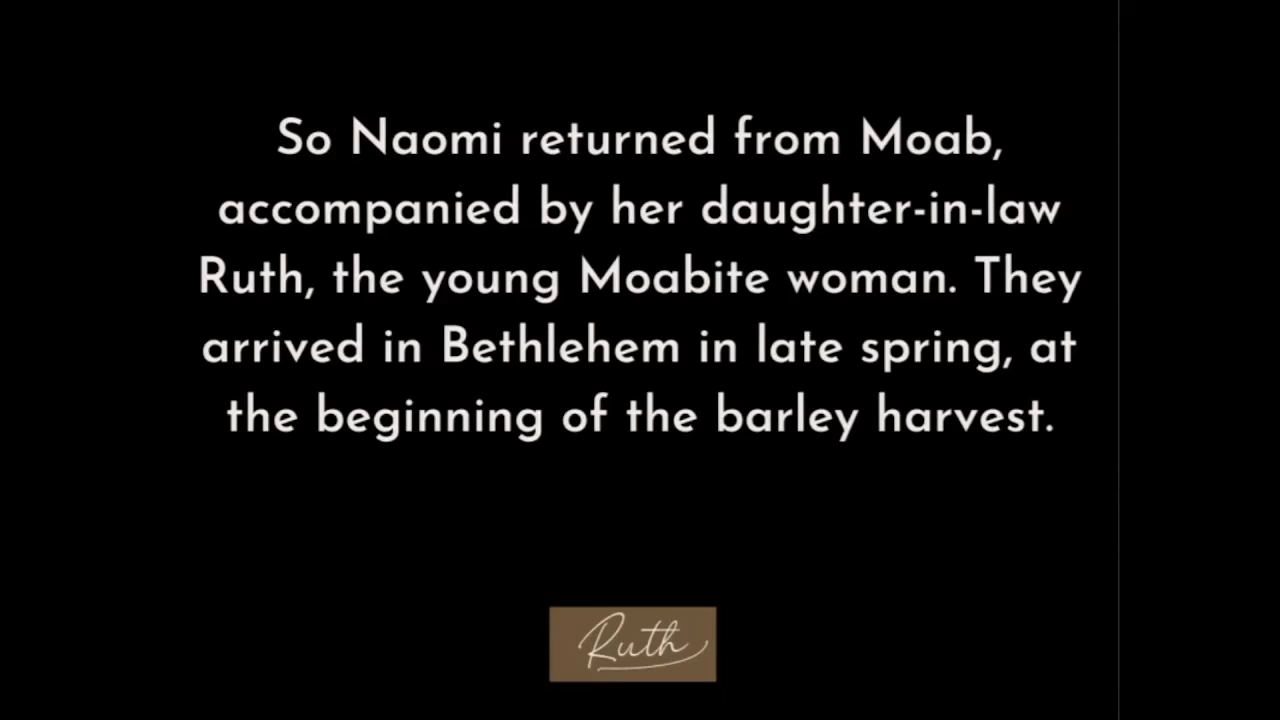 So Naomi returned from Moab,
accompanied by her daughter-in-law
Ruth, the young Moabite woman. They
arrived in Bethlehem in late spring, at
the beginning of the barley harvest.
Ruth